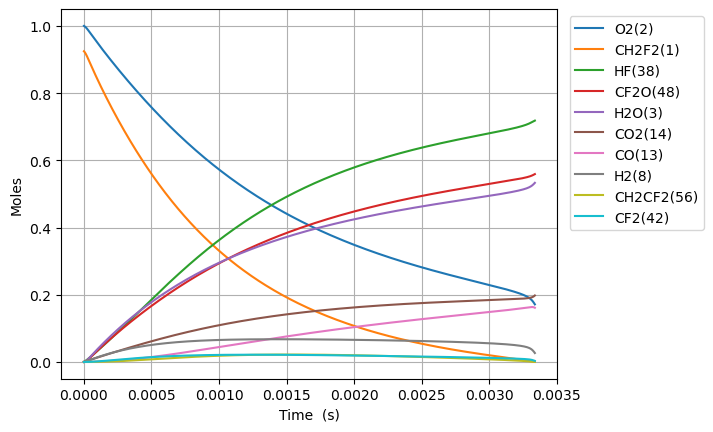 1.0
0.8
0.6
0.4
0.2
0.0
Moles
0.0000 0.0005 0.0010 0.0015 0.0020 0.0025 0.0030 0.0035
Time (s)
O2(2)
CH2F2(1)
HF(38)
CF2O(48)
H2O(3)
CO2(14)
CO(13)
H2(8)
CH2CF2(56)
CF2(42)